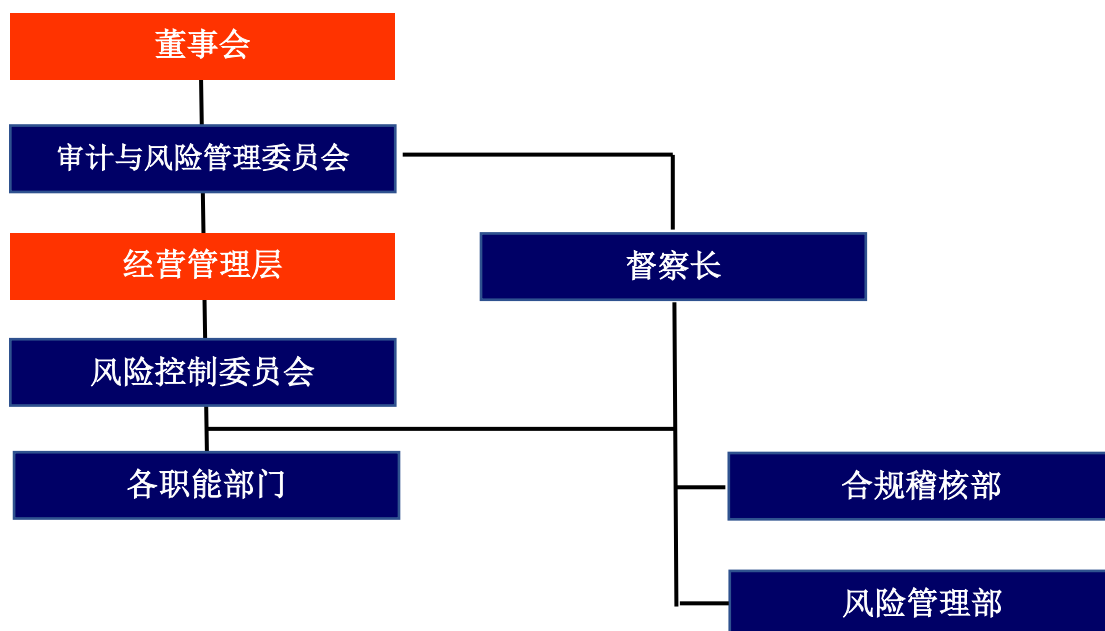 董事会
审计与风险管理委员会
经营管理层
督察长
风险控制委员会
各职能部门
合规稽核部
风险管理部